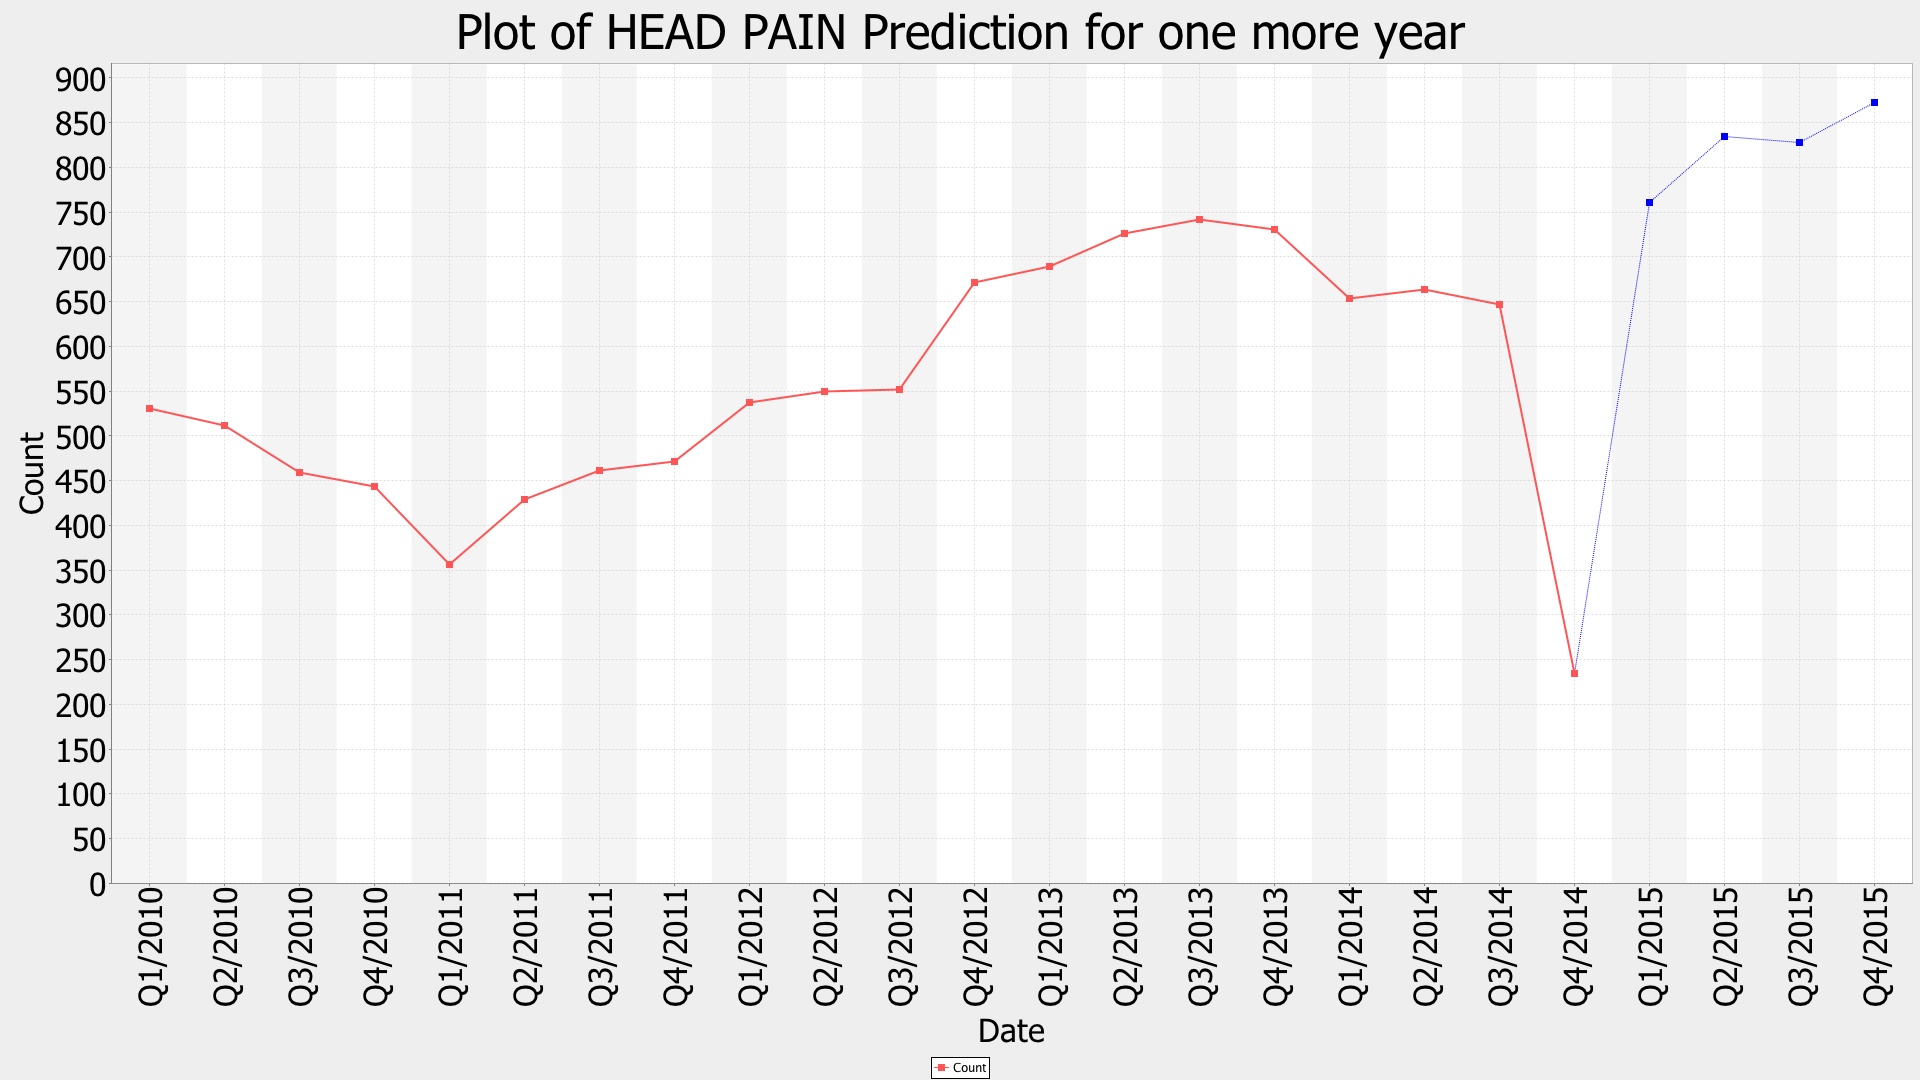 Plot of HEAD PAIN Prediction for one more year
Count
900
850
800
750
700
650
600
550
500
450
400
350
300
250
200
150
100
50
0
Q1/2010
Q2/2010
Q3/2010
Q4/2010
Q1/2011
Q2/2011
Q3/2011
Q4/2011
Q1/2012
Q2/2012
Q3/2012
Q4/2012
Q1/2013
Q2/2013
Q3/2013
Q4/2013
Q1/2014
Q2/2014
Q3/2014
Q4/2014
Q1/2015
Q2/2015
Q3/2015
Q4/2015
Date
Count